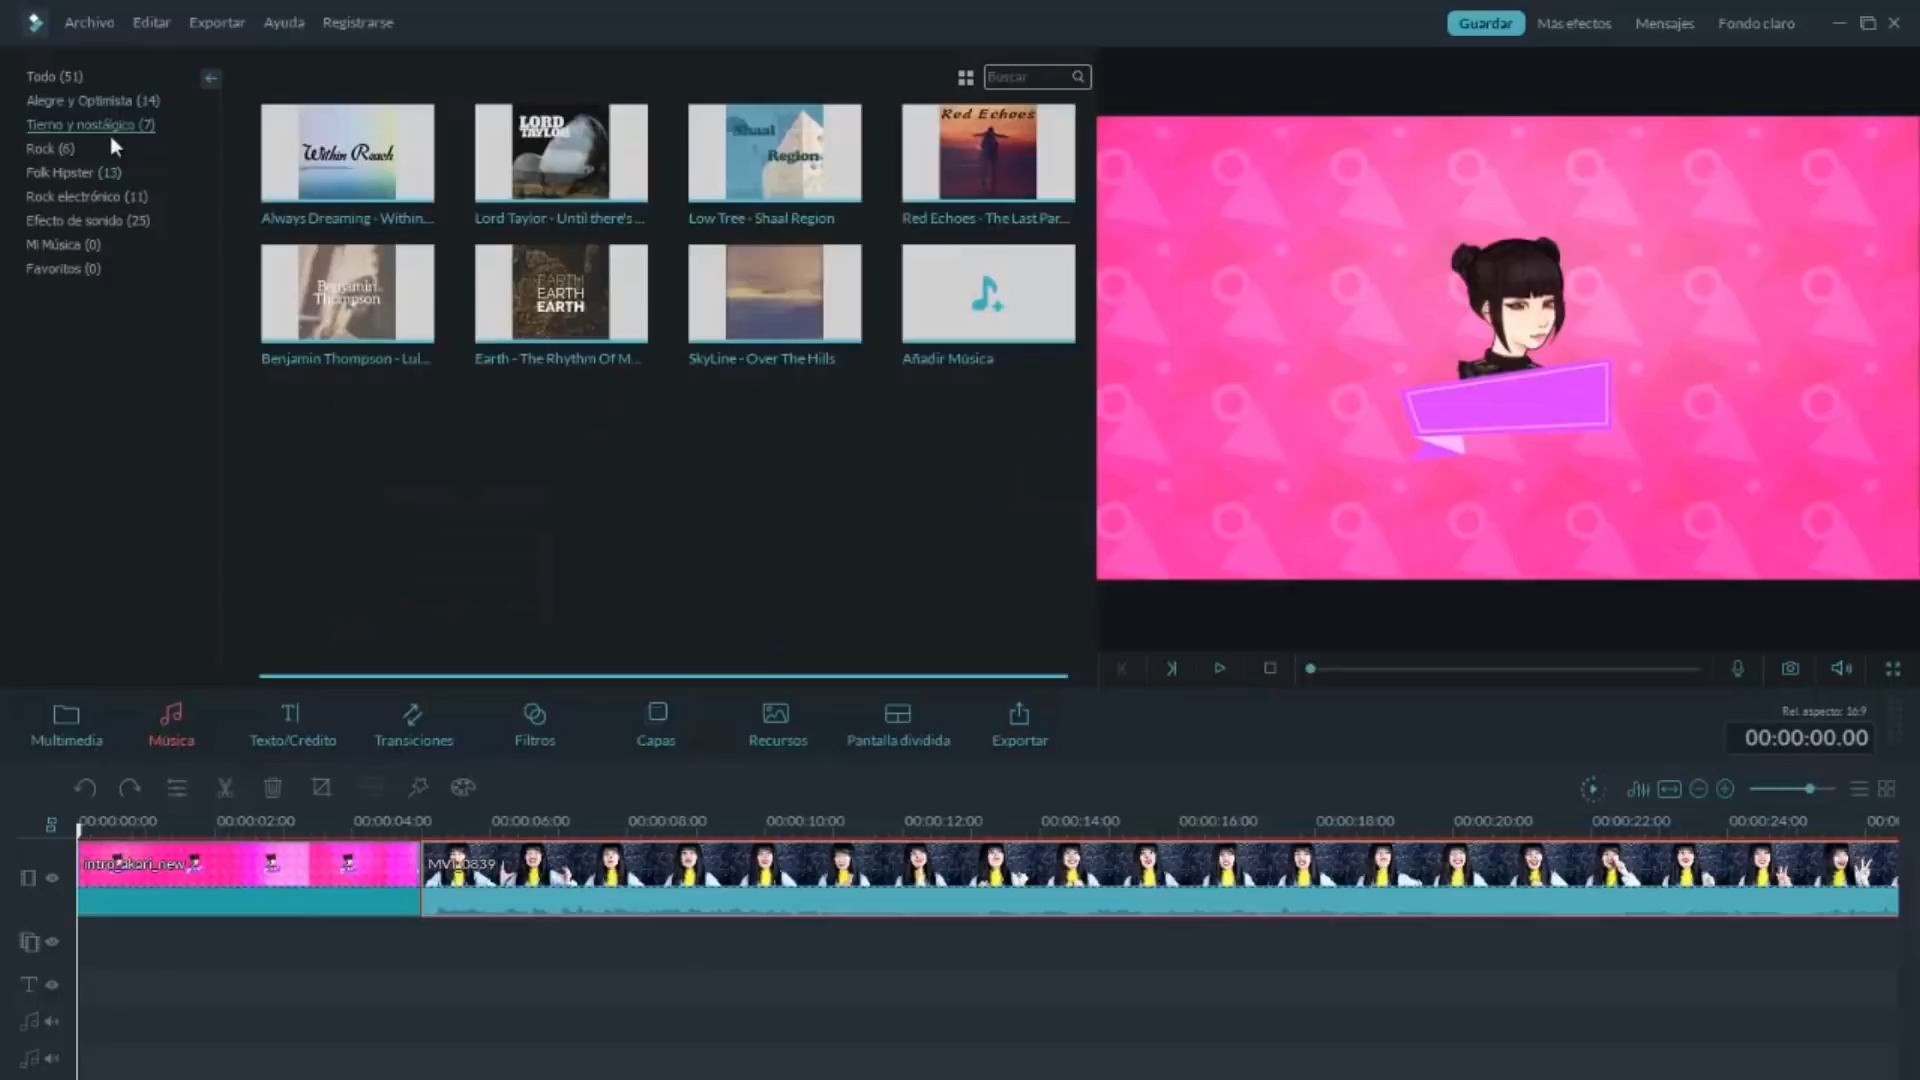 Archivo Editar Exportar Ayuda Registrarse
Guardar Más efectos Mensajes Fondo claro
Todo (51)
Alegre y Optimista (14)
Tierno y nostálgico (7)
Rock (6)
Folk Hipster (13)
Rock electrónico (11)
Efecto de sonido (25)
Mi Música (0)
Favoritos (0)
Buscar
Within Reach
LORD
TAYLOR
Shaal
Region
Red Echoes
Always Dreaming - Within...
Lord Taylor - Until there's ...
Low Tree - Shaal Region
Red Echoes - The Last Par...
Benjamin
Thompson
EARTH
EARTH
EARTH
Benjamin Thompson - Lul...
Earth - The Rhythm Of M...
SkyLine - Over The Hills
Añadir Música
Multimedia
Música
Texto/Crédito
Transiciones
Filtros
Capas
Recursos
Pantalla dividida
Exportar
Rel. aspecto: 16:9
00:00:00.00
00:00:00:00 00:00:02:00 00:00:04:00 00:00:06:00 00:00:08:00 00:00:10:00 00:00:12:00 00:00:14:00 00:00:16:00 00:00:18:00 00:00:20:00 00:00:22:00 00:00:24:00 00:0
intro_akari_new
MVI_0839